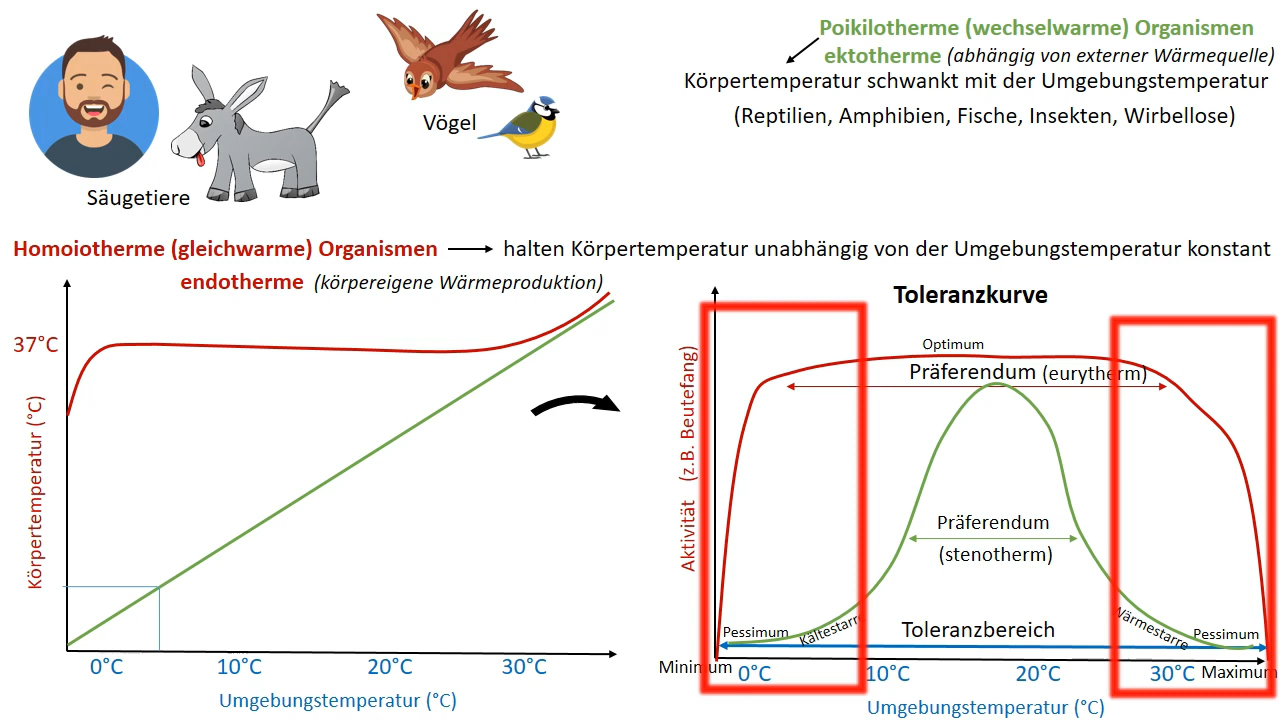 Poikilotherme (wechselwarme) Organismen
ektotherme (abhängig von externer Wärmequelle)
Körpertemperatur schwankt mit der Umgebungstemperatur
(Reptilien, Amphibien, Fische, Insekten, Wirbellose)
Vögel
Säugetiere
Homoiotherme (gleichwarme) Organismen
halten Körpertemperatur unabhängig von der Umgebungstemperatur konstant
endotherme (körpereigene Wärmeproduktion)
37°C
Körpertemperatur (°C)
0°C
10°C
20°C
30°C
Umgebungstemperatur (°C)
Toleranzkurve
Aktivität (z.B. Beutefang)
Optimum
Präferendum (eurytherm)
Präferendum
(stenotherm)
Pessimum
Kältestarre
Toleranzbereich
Wärmestarre
Pessimum
Minimum
0°C
10°C
20°C
30°C
Maximum
Umgebungstemperatur (°C)